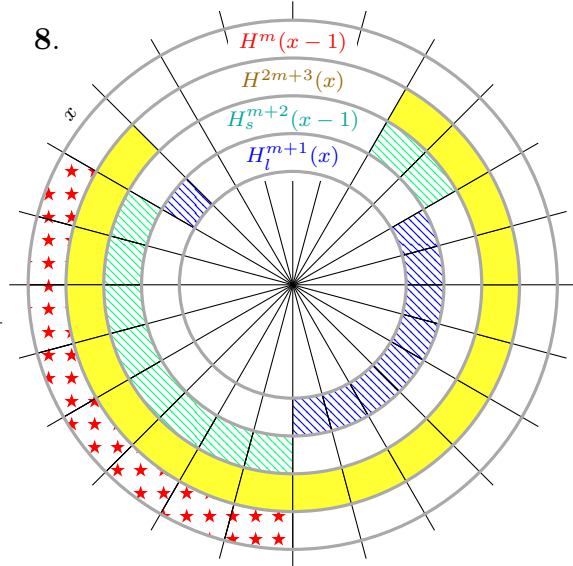 8.
H^m(x − 1)
H^{2m+3}(x)
H_s^{m+2}(x − 1)
H_l^{m+1}(x)
x